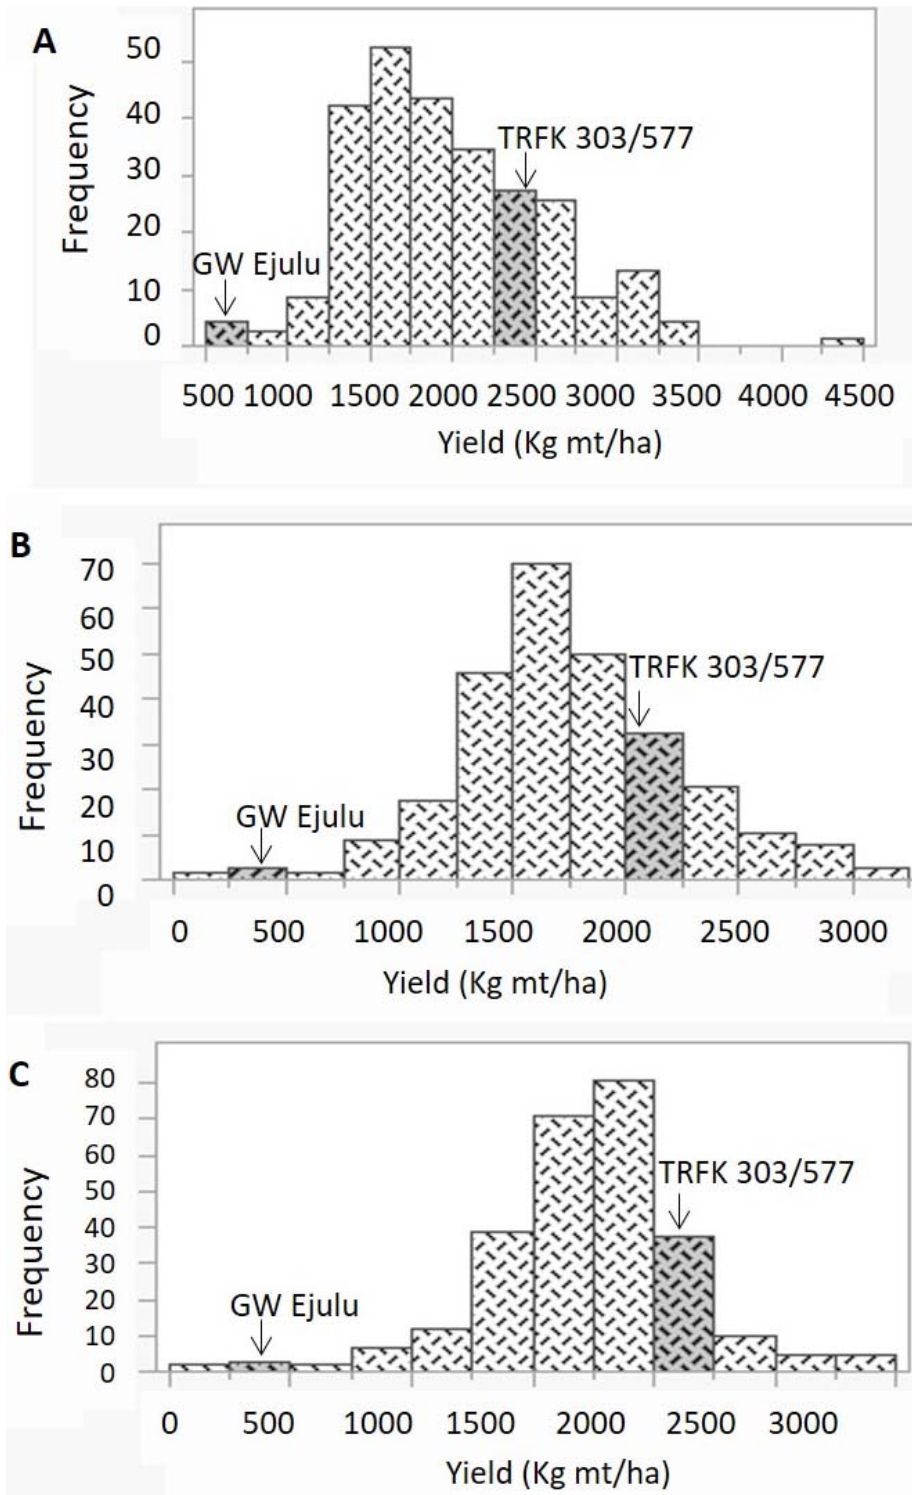 A
50
40
30
20
10
0
Frequency
TRFK 303/577
GW Ejulu
500 1000 1500 2000 2500 3000 3500 4000 4500
Yield (Kg mt/ha)
B
70
60
50
40
30
20
10
0
Frequency
TRFK 303/577
GW Ejulu
0 500 1000 1500 2000 2500 3000
Yield (Kg mt/ha)
C
80
70
60
50
40
30
20
10
0
Frequency
TRFK 303/577
GW Ejulu
0 500 1000 1500 2000 2500 3000
Yield (Kg mt/ha)